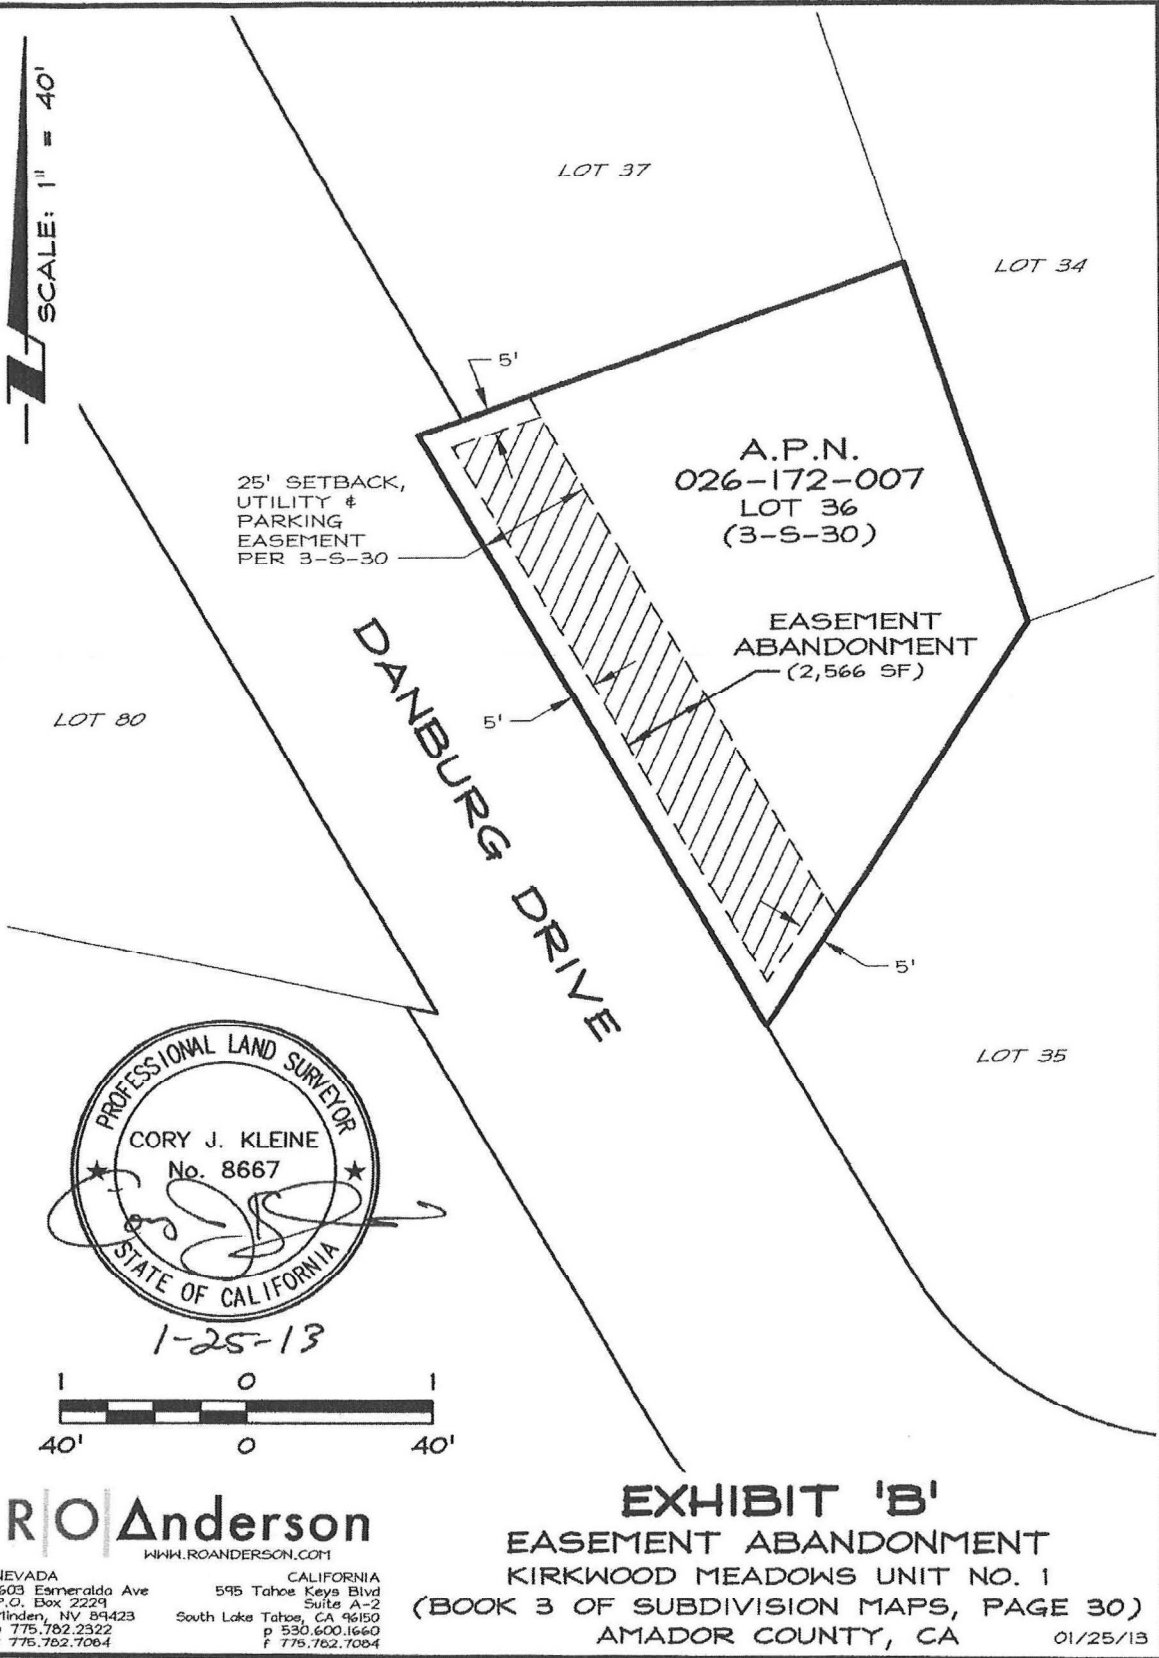 SCALE: 1" = 40'
LOT 37
LOT 34
5'
25' SETBACK,
UTILITY &
PARKING
EASEMENT
PER 3-S-30
A.P.N.
026-172-007
LOT 36
(3-S-30)
EASEMENT
ABANDONMENT
(2,566 SF)
LOT 80
5'
DANBURG DRIVE
5'
LOT 35
PROFESSIONAL LAND SURVEYOR
CORY J. KLEINE
No. 8667
STATE OF CALIFORNIA
1-25-13
1 0 1
40' 0 40'
RO Anderson
WWW.ROANDERSON.COM
NEVADA
603 Esmeralda Ave
P.O. Box 2229
Minden, NV 89423
775.782.2322
775.782.7084
CALIFORNIA
595 Tahoe Keys Blvd
Suite A-2
South Lake Tahoe, CA 96150
p 530.600.1660
f 775.782.7084
EXHIBIT 'B'
EASEMENT ABANDONMENT
KIRKWOOD MEADOWS UNIT NO. 1
(BOOK 3 OF SUBDIVISION MAPS, PAGE 30)
AMADOR COUNTY, CA
01/25/13